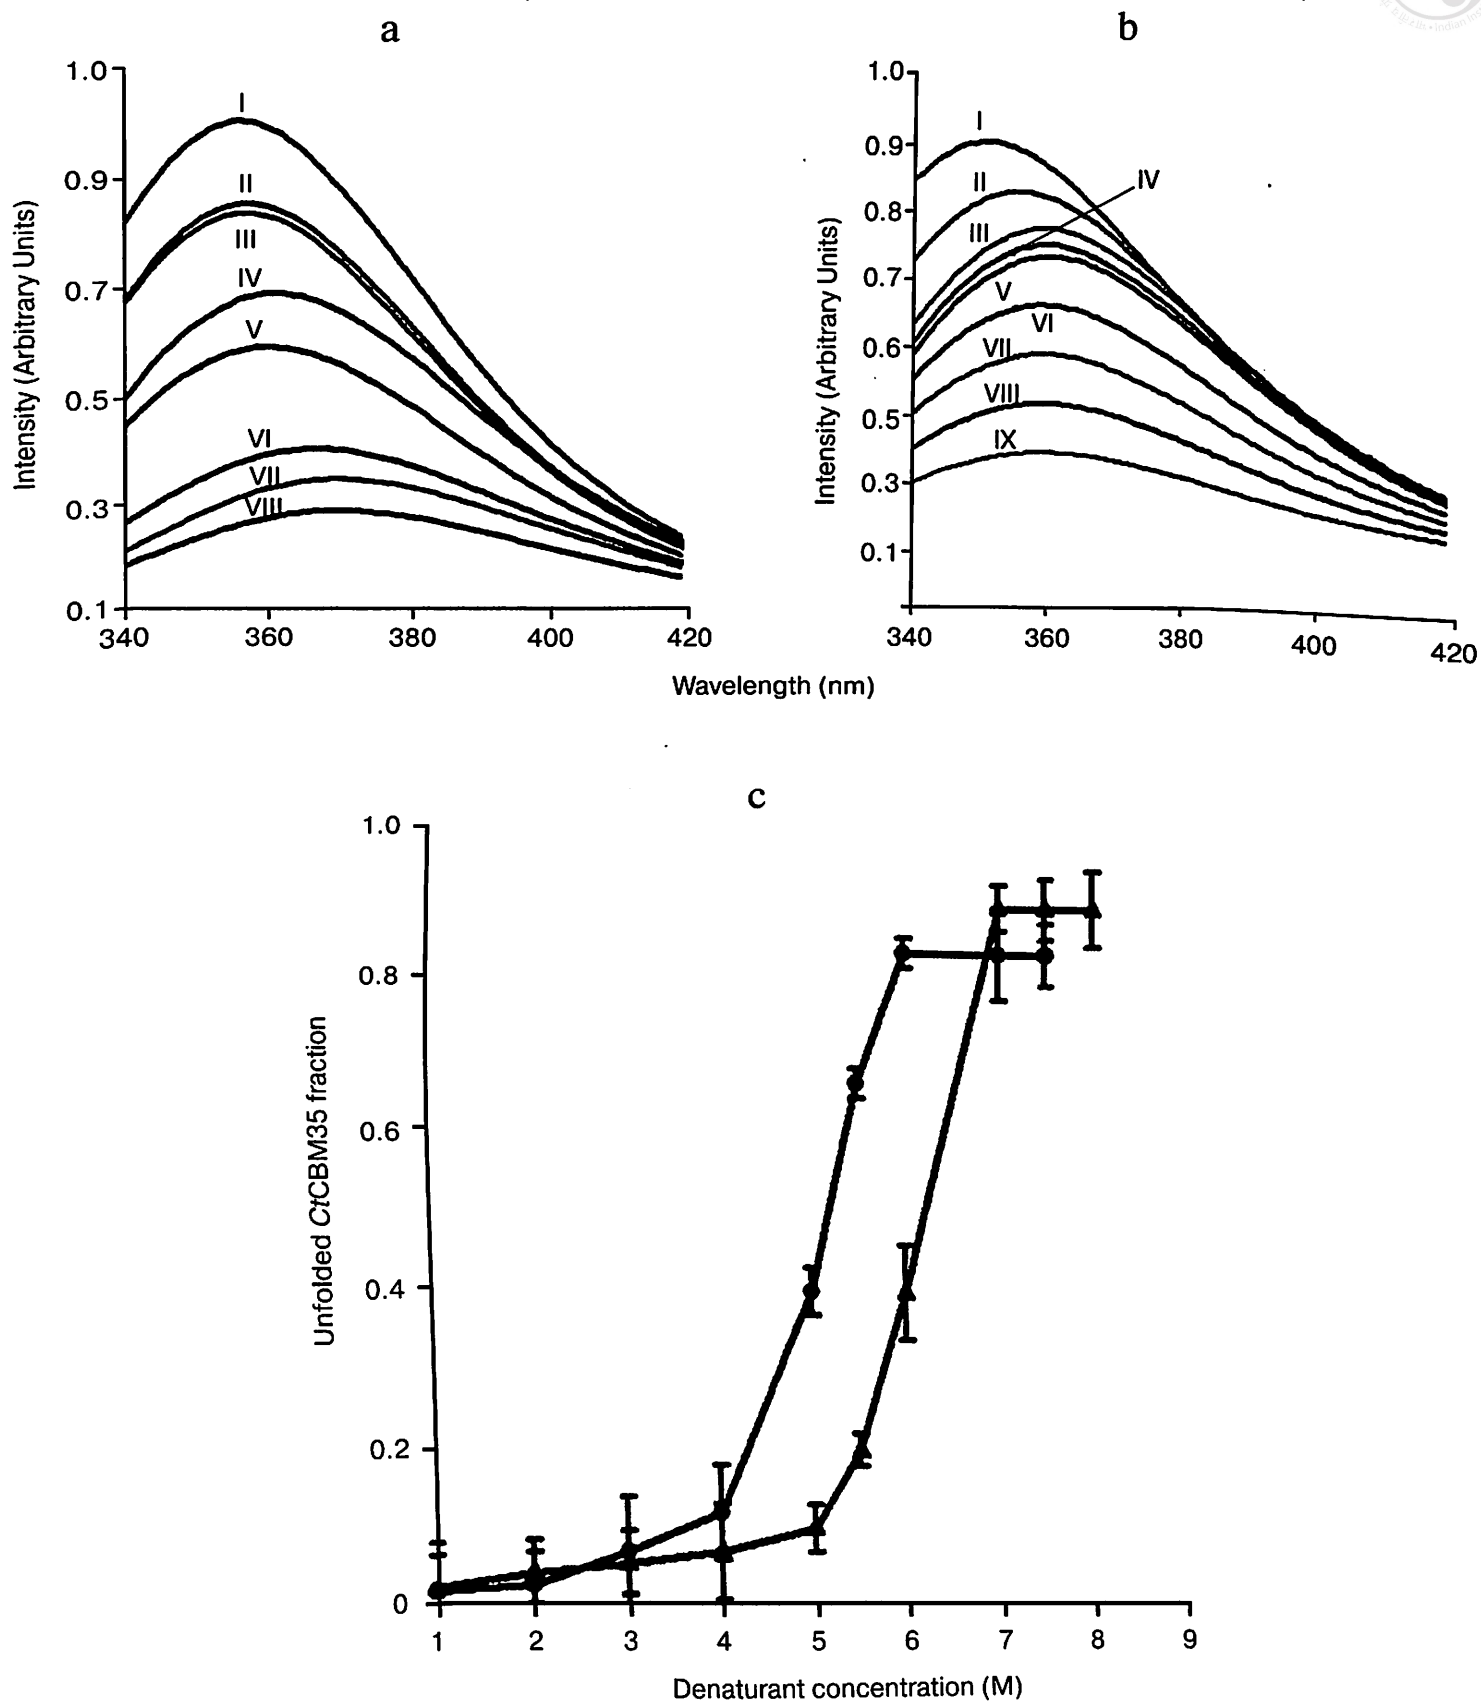 a
1.0
0.9
0.7
0.5
0.3
0.1
I
II
III
IV
V
VI
VII
VIII
340
360
380
400
420
Intensity (Arbitrary Units)
b
1.0
0.9
0.8
0.7
0.6
0.5
0.3
0.1
I
II
III
IV
V
VI
VII
VIII
IX
340
360
380
400
420
Intensity (Arbitrary Units)
Wavelength (nm)
c
1.0
0.8
0.6
0.4
0.2
0
Unfolded CtCBM35 fraction
1
2
3
4
5
6
7
8
9
Denaturant concentration (M)